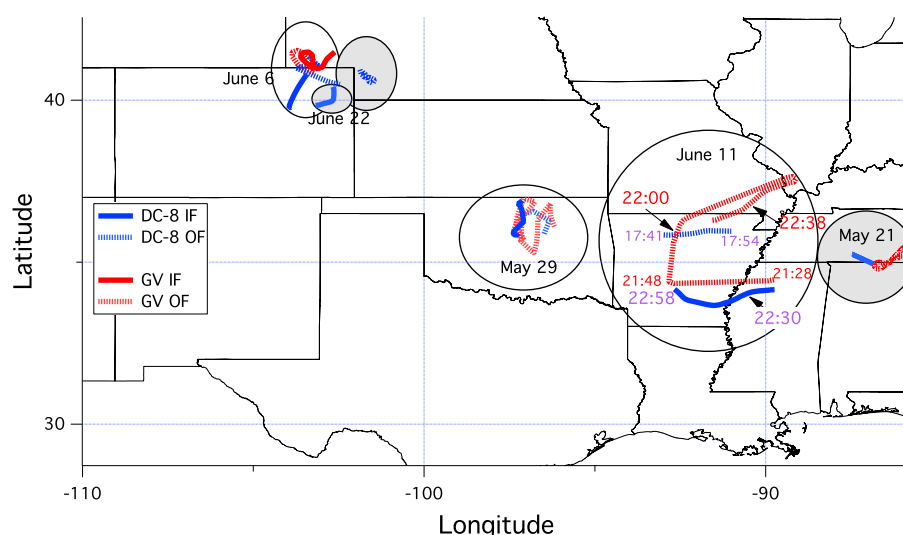 June 6
40
June 22
June 11
Latitude
DC-8 IF
DC-8 OF
GV IF
GV OF
22:00
22:38
17:41
17:54
May 21
May 29
21:48
21:28
22:58
22:30
30
-110
-100
-90
Longitude